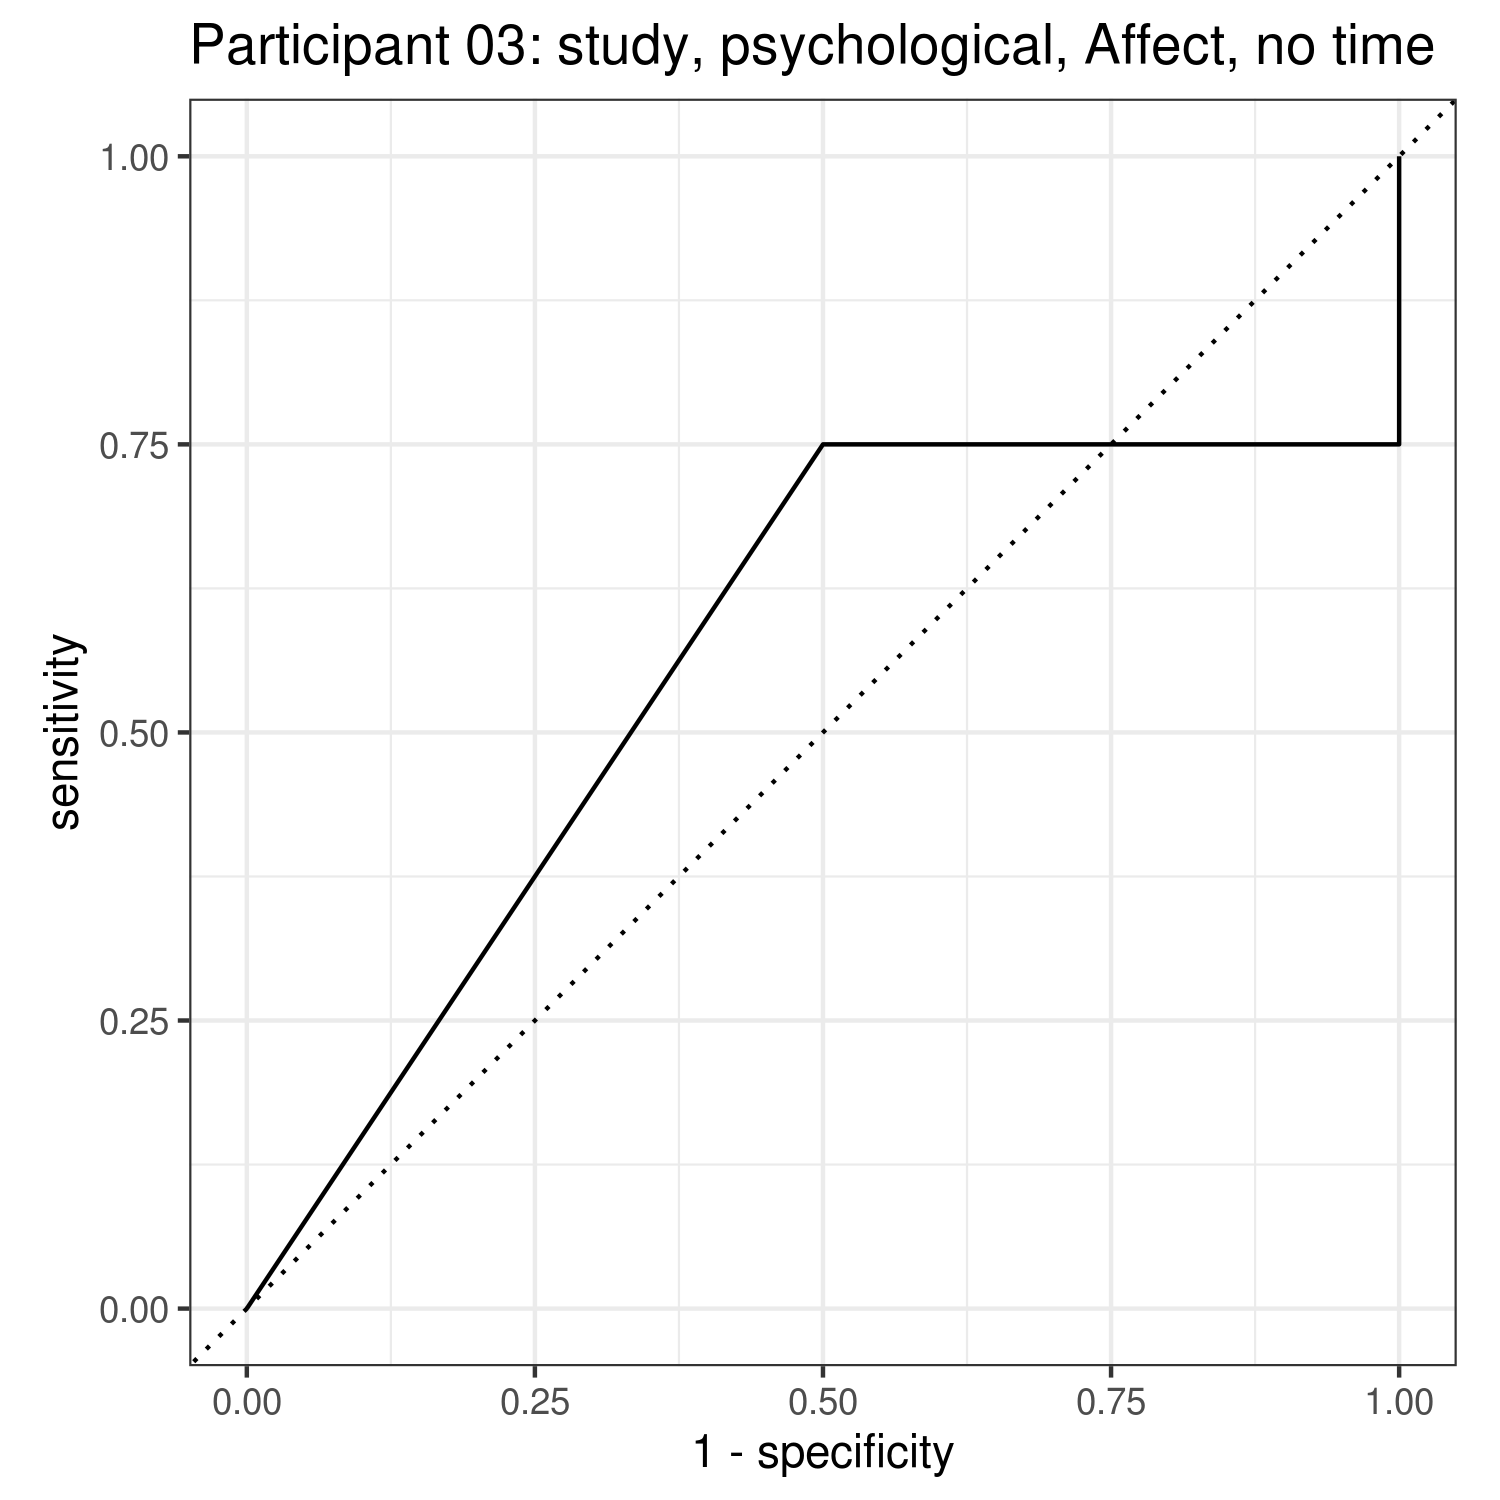 Participant 03: study, psychological, Affect, no time
1.00
0.75
0.50
0.25
0.00
sensitivity
0.00 0.25 0.50 0.75 1.00
1 - specificity